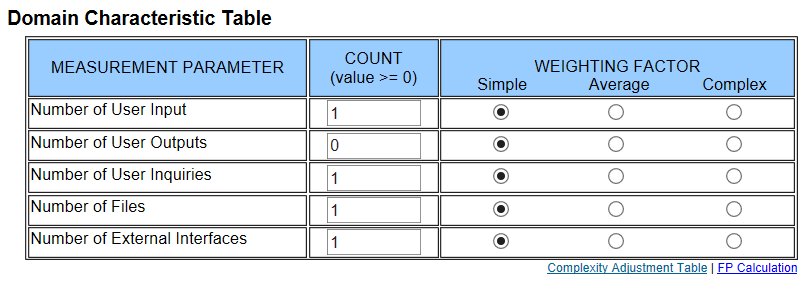 Domain Characteristic Table
MEASUREMENT PARAMETER
COUNT
(value >= 0)
WEIGHTING FACTOR
Simple Average Complex
Number of User Input 1
Number of User Outputs 0
Number of User Inquiries 1
Number of Files 1
Number of External Interfaces 1
Complexity Adjustment Table | FP Calculation